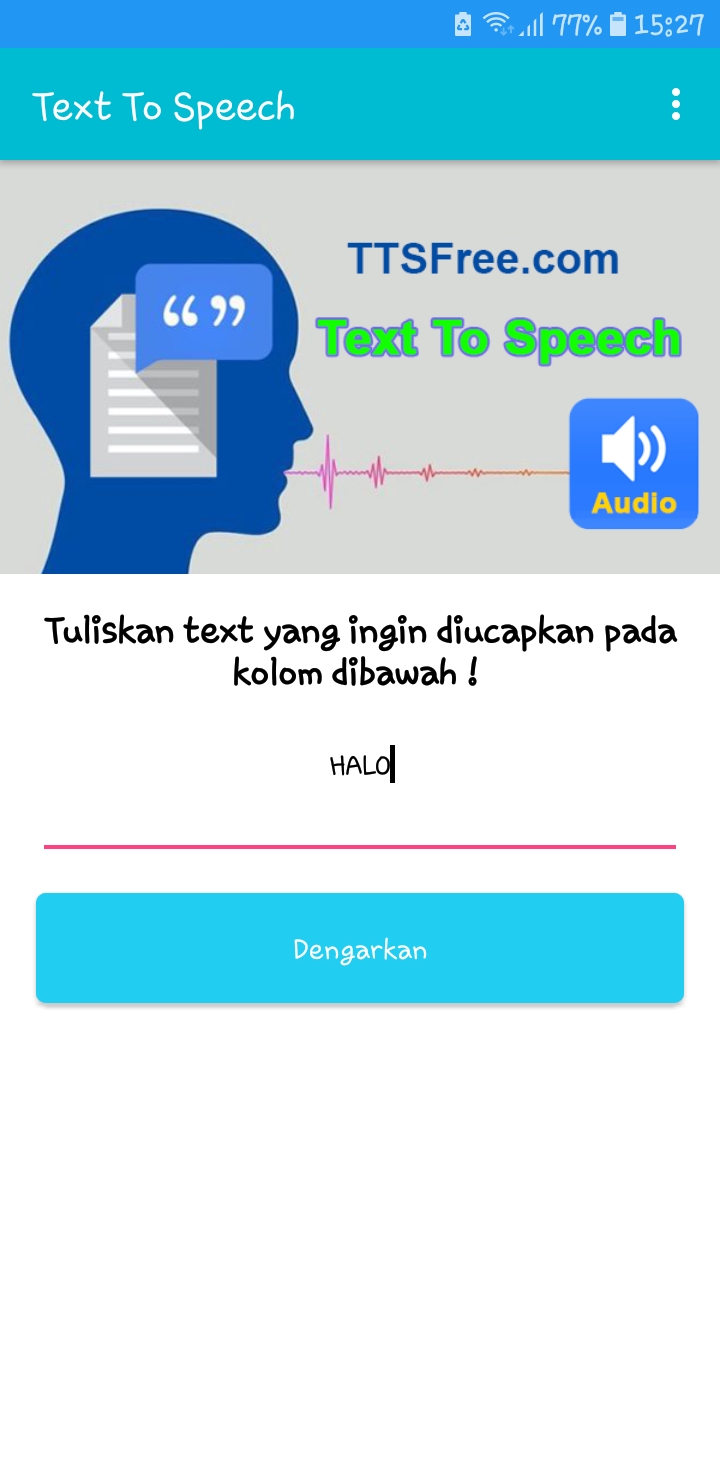 77% 15:27
Text To Speech
TTSFree.com
“ ”
Text To Speech
Audio
Tuliskan text yang ingin diucapkan pada
kolom dibawah !
HALO
Dengarkan